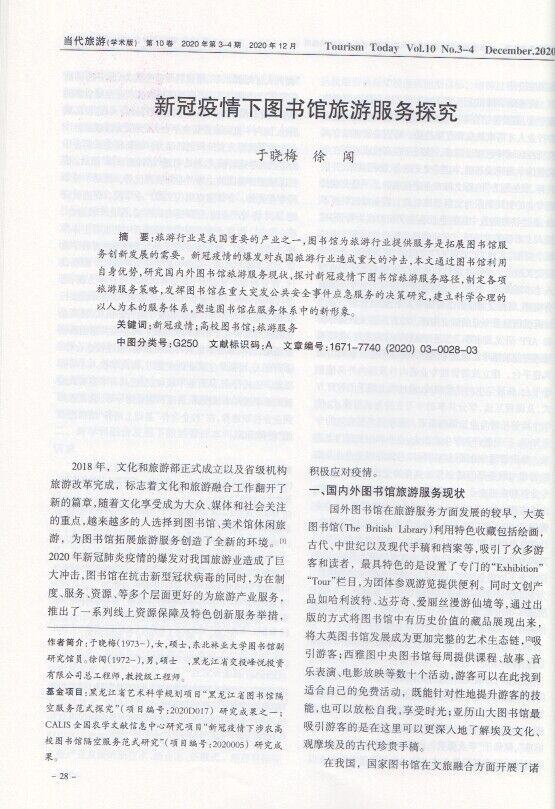 当代旅游(学术版) 第10卷 2020年第3-4期 2020年12月 Tourism Today Vol.10 No.3-4 December.2020
新冠疫情下图书馆旅游服务探究
于晓梅 徐闯
摘 要:旅游行业是我国重要的产业之一,图书馆为旅游行业提供服务是拓展图书馆服
务创新发展的需要。新冠疫情的爆发对我国旅游行业造成重大的冲击,本文通过图书馆利用
自身优势,研究国内外图书馆旅游服务现状,探讨新冠疫情下图书馆旅游服务路径,制定各项
旅游服务策略,发挥图书馆在重大突发公共安全事件应急服务的决策研究,建立科学合理的
以人为本的服务体系,塑造图书馆在服务体系中的新形象。
关键词:新冠疫情;高校图书馆;旅游服务
中图分类号:G250 文献标识码:A 文章编号:1671-7740 (2020) 03-0028-03
2018年,文化和旅游部正式成立以及省级机构
旅游改革完成,标志着文化和旅游融合工作翻开了
新的篇章,随着文化享受成为大众、媒体和社会关注
的重点,越来越多的人选择到图书馆、美术馆休闲旅
游,为图书馆拓展旅游服务创造了全新的环境。[1]
2020年新冠肺炎疫情的爆发对我国旅游业造成了巨
大冲击,图书馆在抗击新型冠状病毒的同时,为在制
度、服务、资源、等多个层面更好的为旅游产业服务,
推出了一系列线上资源保障及特色创新服务举措,
作者简介:于晓梅(1973-),女,硕士,东北林业大学图书馆副
研究馆员。徐闯(1972-),男,硕士 ,黑龙江省交投峰悦投资
有限公司总工程师,教授级工程师。
基金项目:黑龙江省艺术科学规划项目“黑龙江省图书馆隔
空服务范式探究”(项目编号:2020D017)研究成果之一;
CALIS全国农学文献信息中心研究项目“新冠疫情下涉农高
校图书馆隔空服务范式研究”(项目编号:2020005)研究成
果。
- 28 -
积极应对疫情。
一、国内外图书馆旅游服务现状
国外图书馆在旅游服务方面发展的较早,大英
图书馆(The British Library)利用特色收藏包括绘画,
古代、中世纪以及现代手稿和档案等,吸引了众多游
客和读者,最具特色的是设置了专门的“Exhibition”
“Tour”栏目,为团体参观游览提供便利。同时文创产
品如哈利波特、达芬奇、爱丽丝漫游仙境等,通过出
版的方式将图书馆中有历史价值的藏品展现出来,
将大英图书馆发展成为更加完整的艺术生态链,[2]吸
引游客;西雅图中央图书馆每周提供课程、故事、音
乐表演、电影放映等数十个活动,游客可以在此找到
适合自己的免费活动,既能针对性地提升游客的技
能,也可以放松自我,享受时光;亚历山大图书馆最
吸引游客的是在这里可以更深人地了解埃及文化、
观摩埃及的古代珍贵手稿。
在我国,国家图书馆在文旅融合方面开展了诸